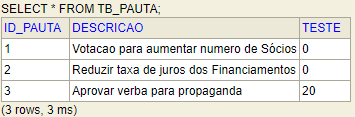 SELECT * FROM TB_PAUTA;
ID_PAUTA DESCRICAO TESTE
1 Votacao para aumentar numero de Sócios 0
2 Reduzir taxa de juros dos Financiamentos 0
3 Aprovar verba para propaganda 20
(3 rows, 3 ms)